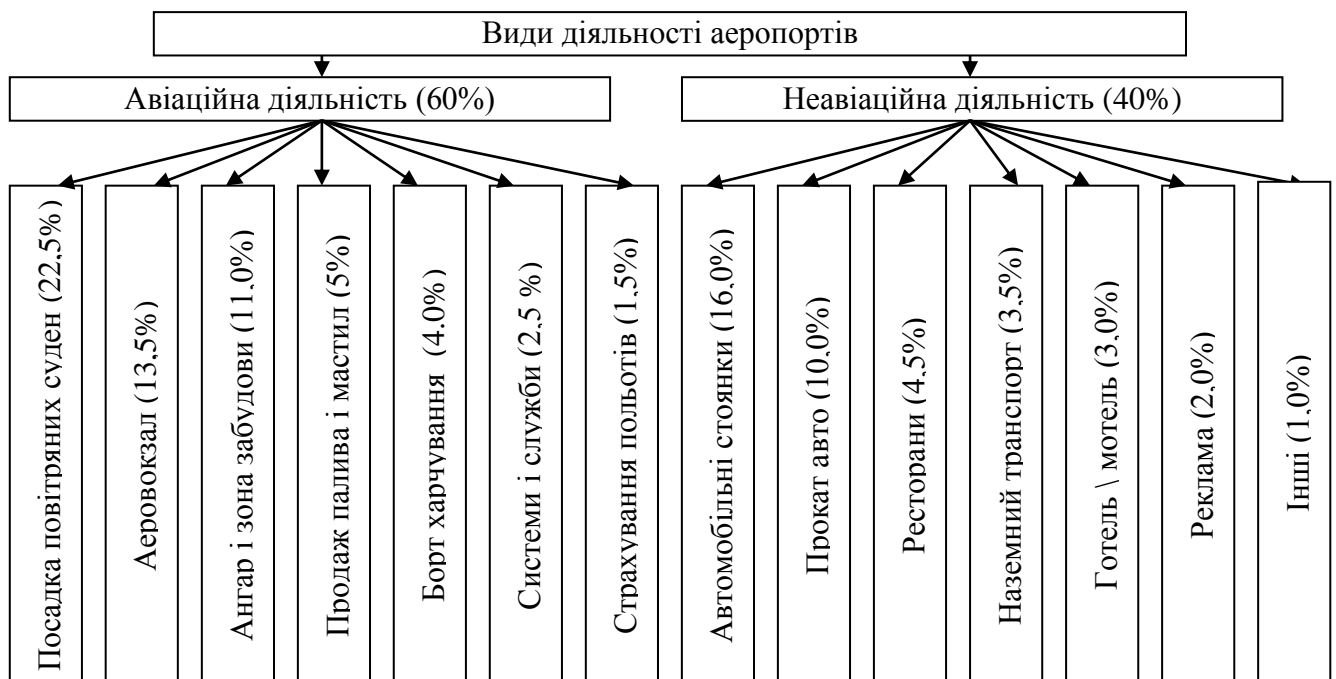 Види діяльності аеропортів
Авіаційна діяльність (60%)
Неавіаційна діяльність (40%)
Посадка повітряних суден (22.5%)
Аеровокзал (13.5%)
Ангар і зона забудови (11.0%)
Продаж палива і мастил (5%)
Борт харчування (4.0%)
Системи і служби (2.5 %)
Страхування польотів (1.5%)
Автомобільні стоянки (16.0%)
Прокат авто (10.0%)
Ресторани (4.5%)
Наземний транспорт (3.5%)
Готель \ мотель (3.0%)
Реклама (2.0%)
Інші (1.0%)